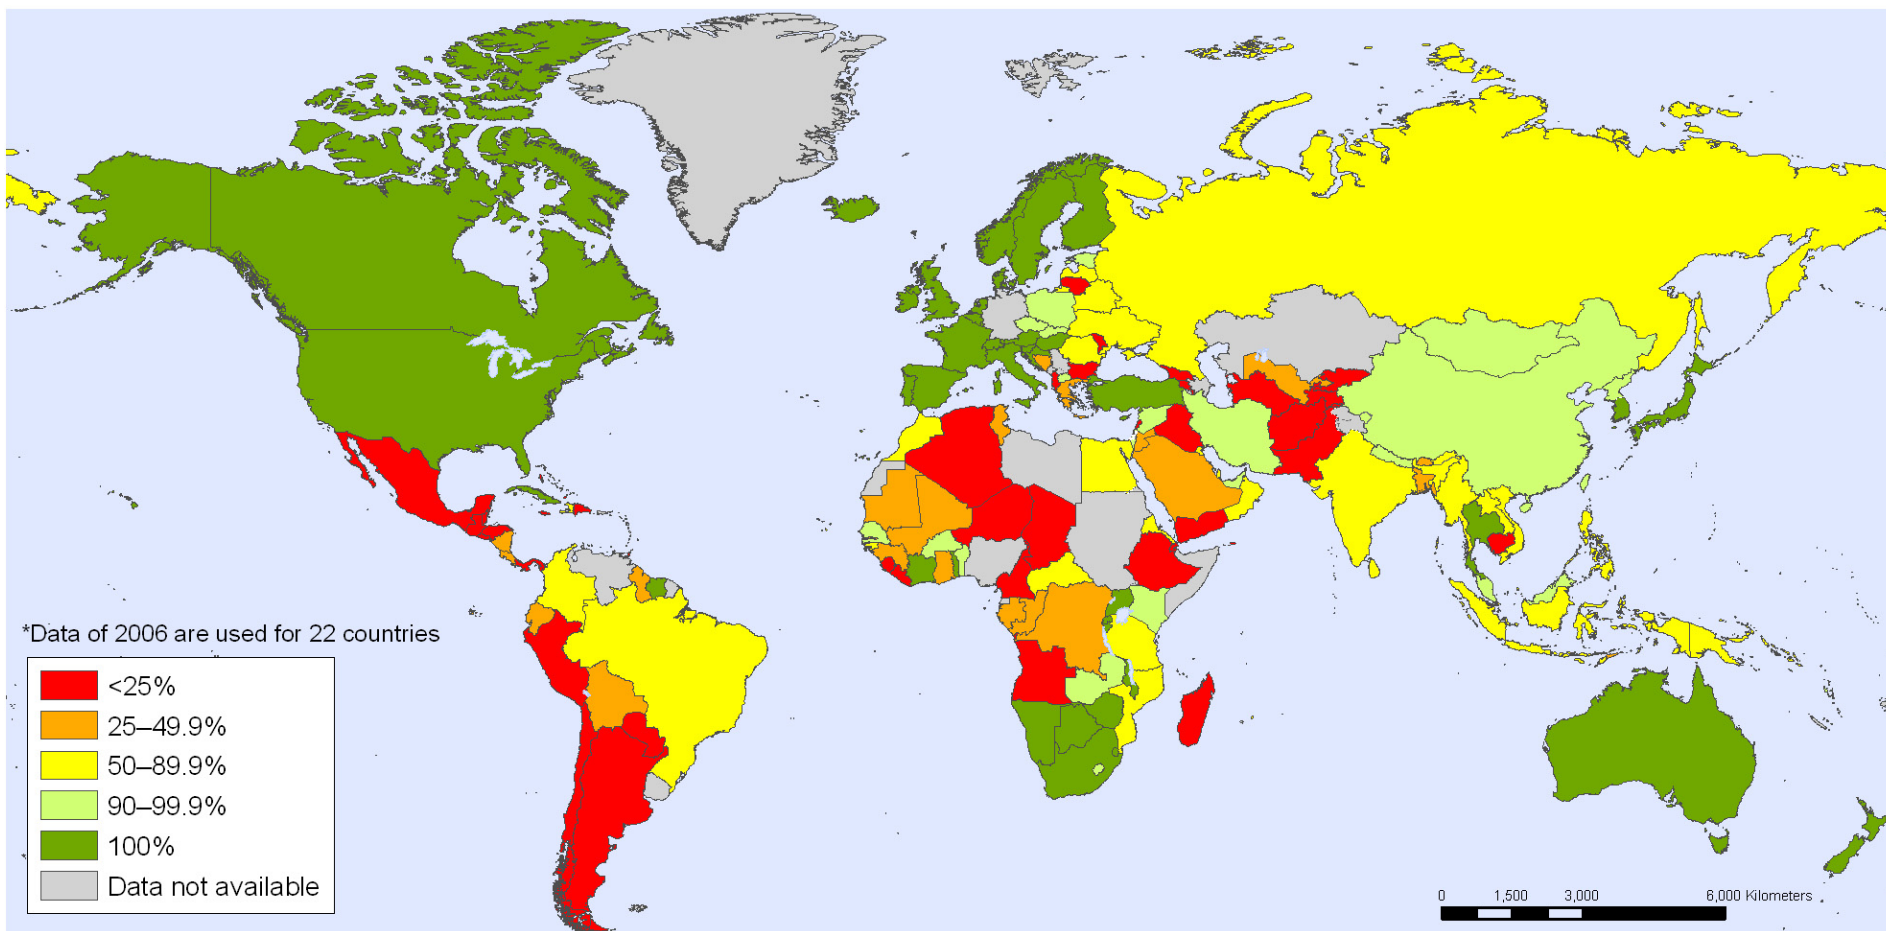 *Data of 2006 are used for 22 countries
<25%
25–49.9%
50–89.9%
90–99.9%
100%
Data not available
0 1,500 3,000 6,000 Kilometers